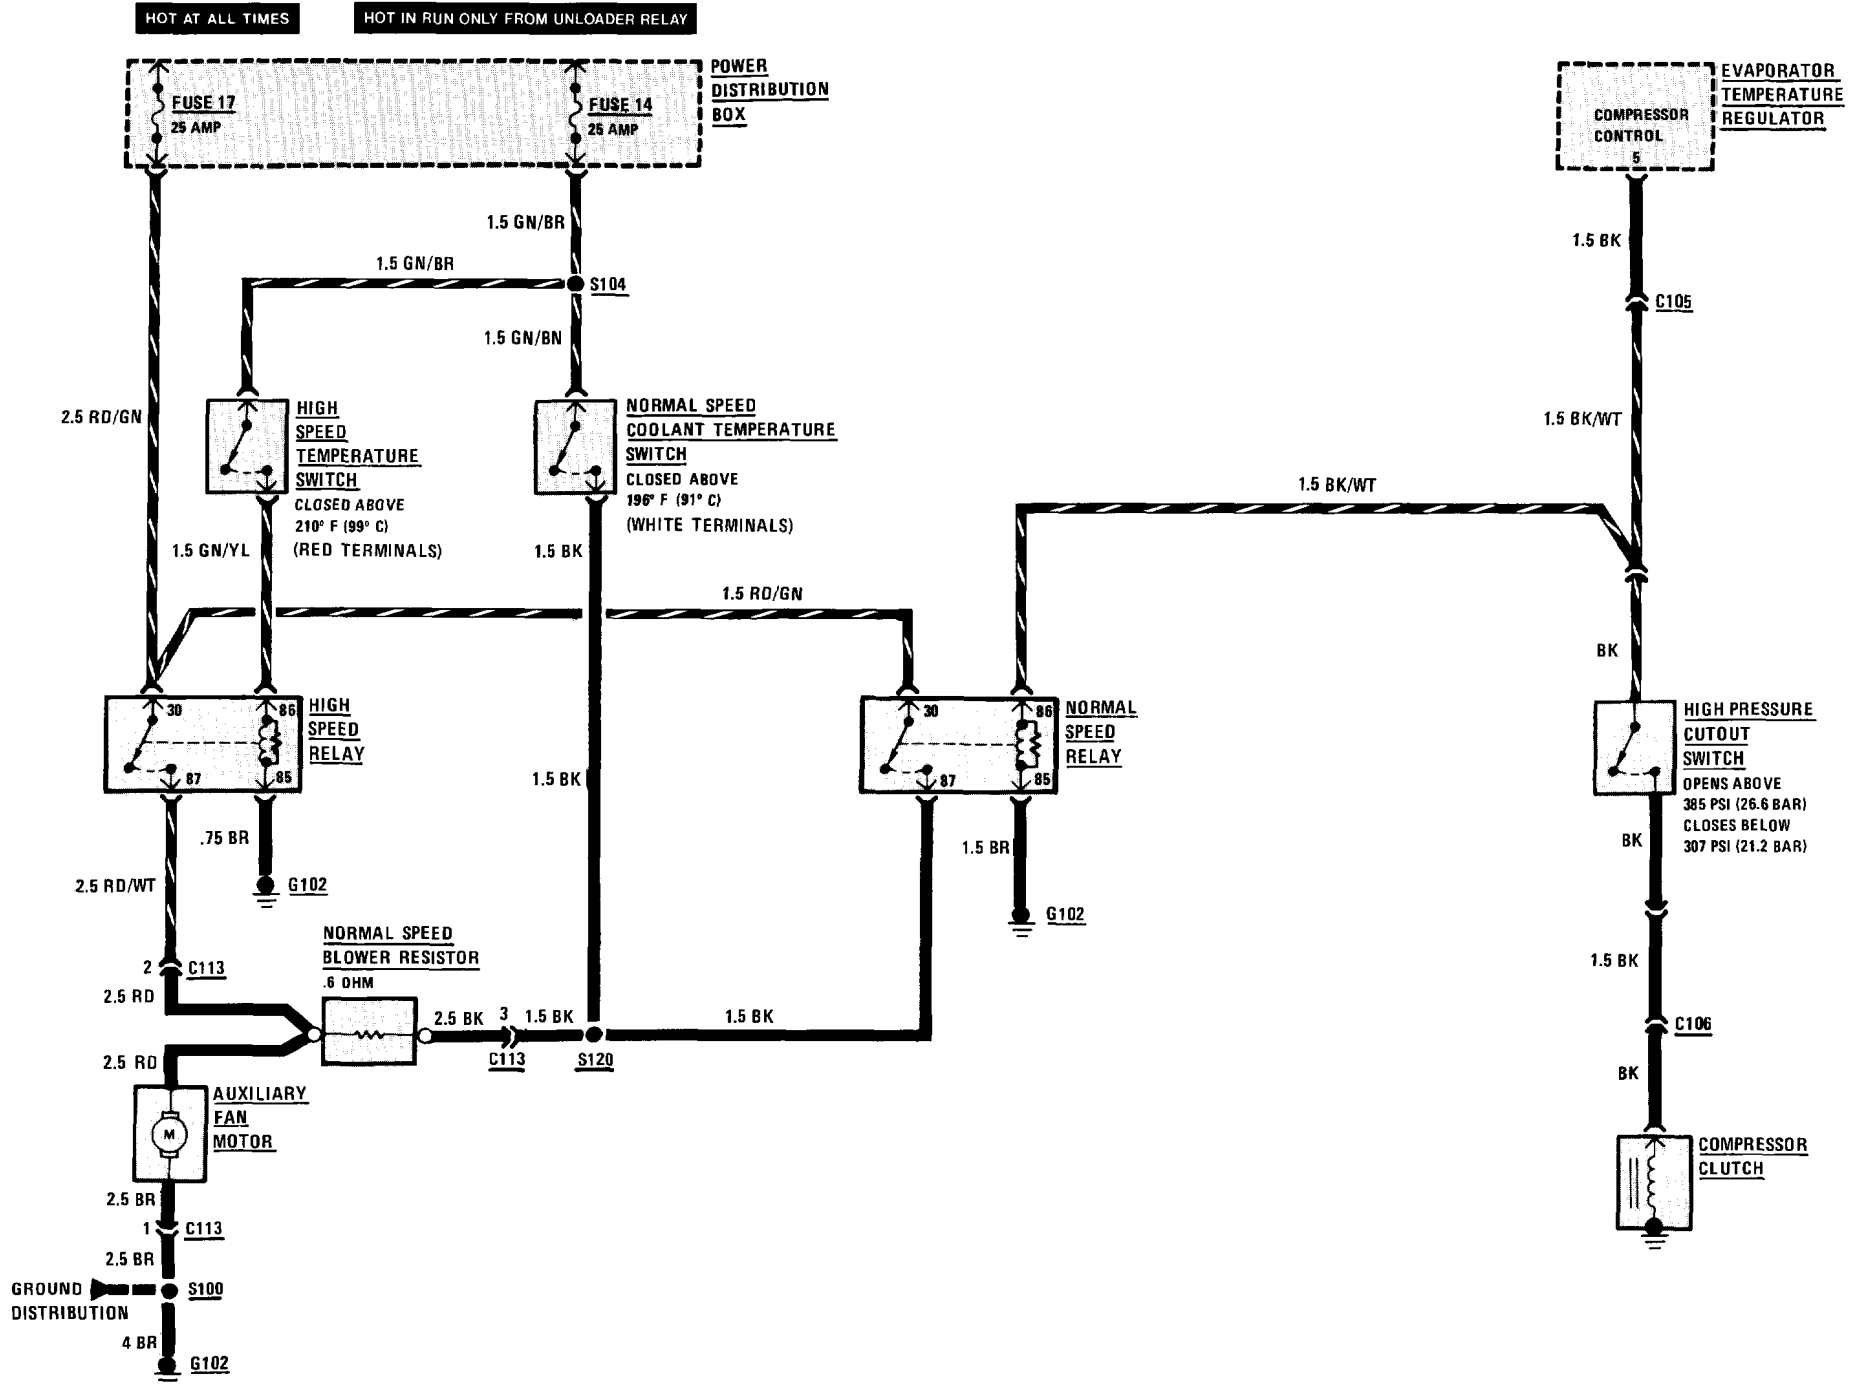 HOT AT ALL TIMES
HOT IN RUN ONLY FROM UNLOADER RELAY
POWER
DISTRIBUTION
BOX
FUSE 17
25 AMP
FUSE 14
25 AMP
EVAPORATOR
TEMPERATURE
REGULATOR
COMPRESSOR
CONTROL
5
1.5 GN/BR
1.5 BK
1.5 GN/BR
S104
C105
1.5 GN/BN
2.5 RD/GN
HIGH
SPEED
TEMPERATURE
SWITCH
CLOSED ABOVE
210° F (99° C)
(RED TERMINALS)
NORMAL SPEED
COOLANT TEMPERATURE
SWITCH
CLOSED ABOVE
196° F (91° C)
(WHITE TERMINALS)
1.5 BK/WT
1.5 BK/WT
1.5 GN/YL
1.5 BK
1.5 RD/GN
BK
30
86
87
85
HIGH
SPEED
RELAY
1.5 BK
30
86
87
85
NORMAL
SPEED
RELAY
HIGH PRESSURE
CUTOUT
SWITCH
OPENS ABOVE
385 PSI (26.6 BAR)
CLOSES BELOW
307 PSI (21.2 BAR)
.75 BR
1.5 BR
BK
2.5 RD/WT
G102
G102
NORMAL SPEED
BLOWER RESISTOR
.6 OHM
2
C113
1.5 BK
2.5 RD
2.5 BK
3
1.5 BK
1.5 BK
C106
C113
S120
2.5 RD
BK
AUXILIARY
FAN
MOTOR
M
COMPRESSOR
CLUTCH
2.5 BR
1
C113
2.5 BR
GROUND
DISTRIBUTION
S100
4 BR
G102